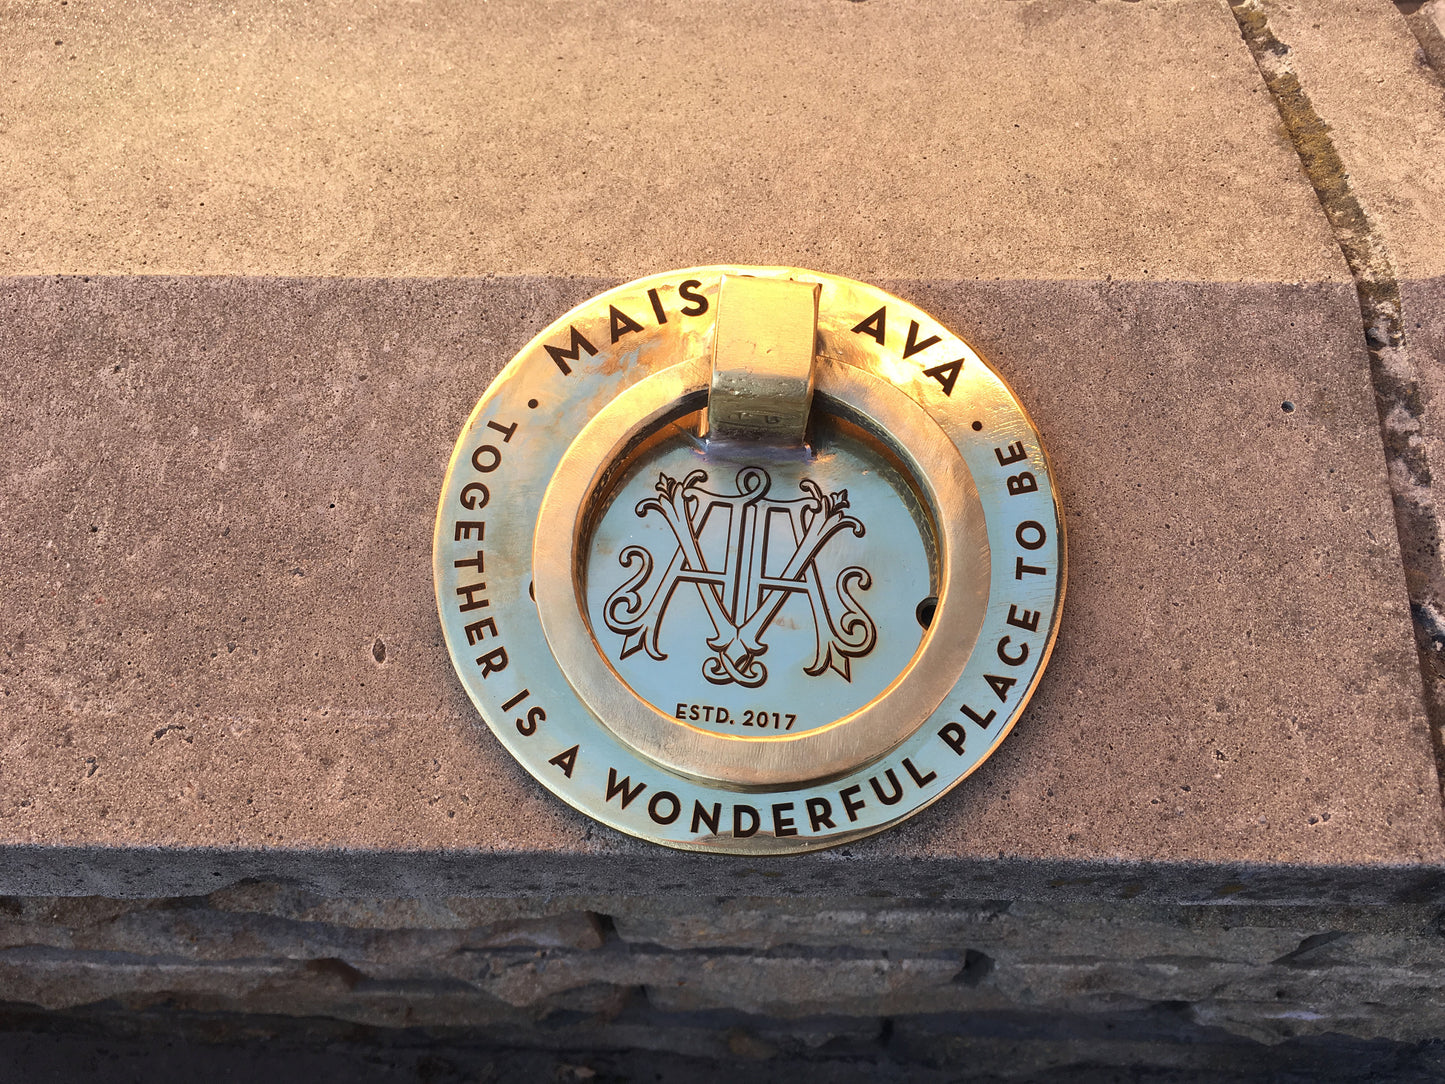 MAIS AVA
• TOGETHER IS A WONDERFUL PLACE TO BE •
ESTD. 2017